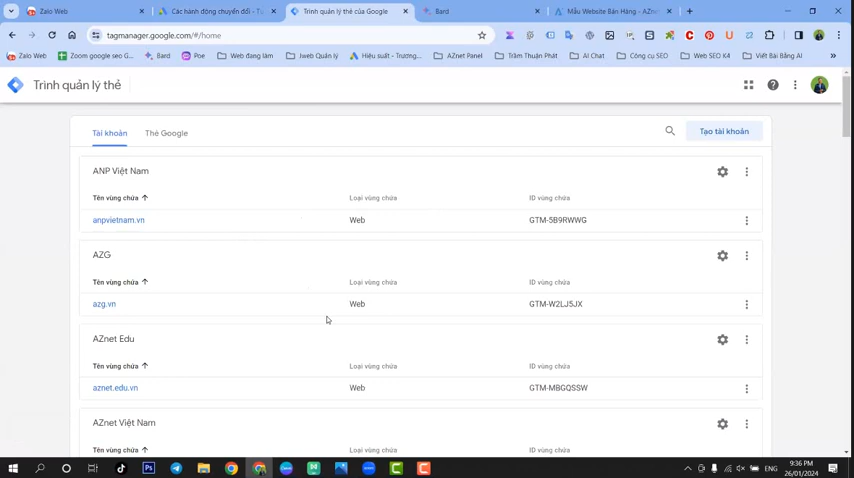 Zalo Web
Các hành động chuyển đổi - Tu
Trình quản lý thẻ của Google
Bard
Mẫu Website Bán Hàng - AZne
tagmanager.google.com/#/home
Zalo Web
Zoom google seo G...
Bard
Poe
Web đang làm
Jweb Quản lý
Hiệu suất - Trương...
AZnet Panel
Trầm Thuận Phát
AI Chat
Công cụ SEO
Web SEO K4
Viết Bài Bằng AI
Trình quản lý thẻ
Tài khoản
Thẻ Google
Tạo tài khoản
ANP Việt Nam
Tên vùng chứa
Loại vùng chứa
ID vùng chứa
anpvietnam.vn
Web
GTM-5B9RWWG
AZG
Tên vùng chứa
Loại vùng chứa
ID vùng chứa
azg.vn
Web
GTM-W2LJ5JX
AZnet Edu
Tên vùng chứa
Loại vùng chứa
ID vùng chứa
aznet.edu.vn
Web
GTM-MBGQSSW
AZnet Việt Nam
Tên vùng chứa
Loại vùng chứa
ID vùng chứa
ENG
9:36 PM
26/01/2024